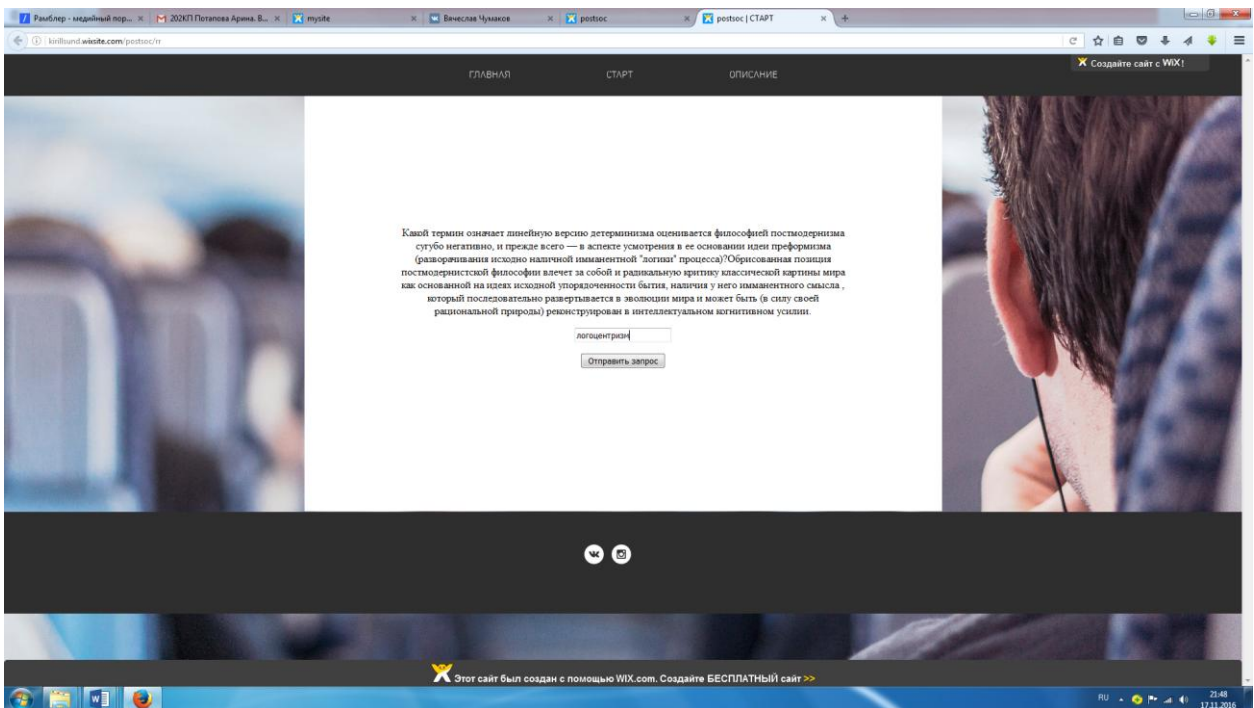 Рамблер - медийный пор...
202КП Потапова Арина. В...
mysite
Вячеслав Чумаков
postsoc
postsoc | СТАРТ
kirillsund.wixsite.com/postsoc/rr
Создайте сайт с WiX!
ГЛАВНАЯ СТАРТ ОПИСАНИЕ
Какой термин означает линейную версию детерминизма оценивается философией постмодернизма
сугубо негативно, и прежде всего — в аспекте усмотрения в ее основании идеи преформизма
(разворачивания исходно наличной имманентной "логики" процесса)?Обрисованная позиция
постмодернистской философии влечет за собой и радикальную критику классической картины мира
как основанной на идеях исходной упорядоченности бытия, наличия у него имманентного смысла ,
который последовательно развертывается в эволюции мира и может быть (в силу своей
рациональной природы) реконструирован в интеллектуальном когнитивном усилии.
логоцентризм
Отправить запрос
Этот сайт был создан с помощью WIX.com. Создайте БЕСПЛАТНЫЙ сайт >>
RU
21:48
17.11.2016